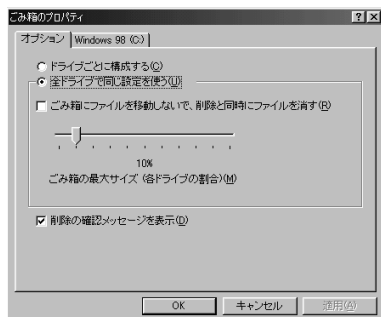 ごみ箱のプロパティ
オプション Windows 98 (C:)
ドライブごとに構成する(C)
全ドライブで同じ設定を使う(U)
ごみ箱にファイルを移動しないで、削除と同時にファイルを消す(R)
10%
ごみ箱の最大サイズ (各ドライブの割合)(M)
削除の確認メッセージを表示(D)
OK キャンセル 適用(A)